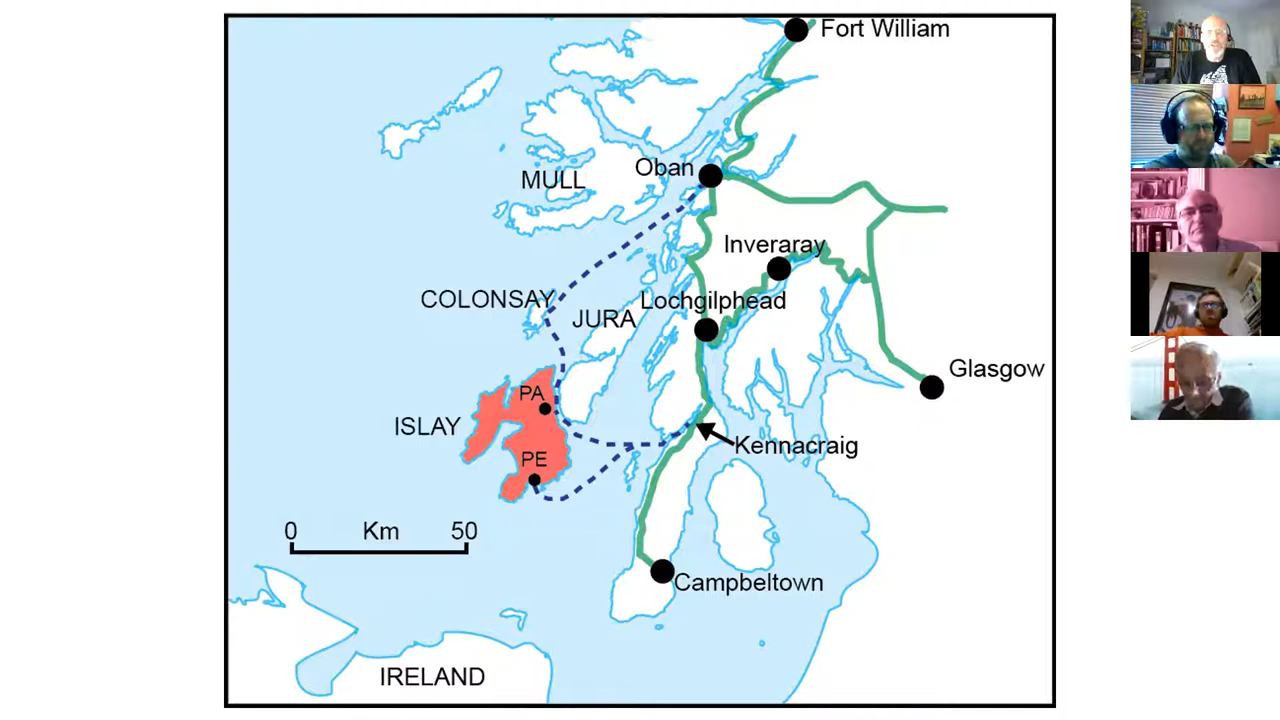 Fort William
Oban
MULL
Inveraray
COLONSAY
Lochgilphead
JURA
Glasgow
PA
ISLAY
Kennacraig
PE
0 Km 50
Campbeltown
IRELAND